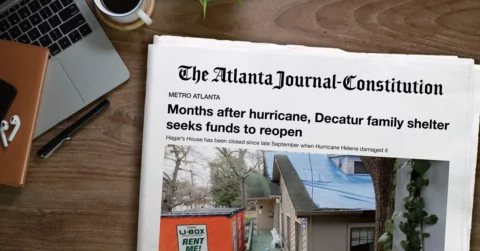 The Atlanta Journal-Constitution
METRO ATLANTA
Months after hurricane, Decatur family shelter
seeks funds to reopen
Hagar's House has been closed since late September when Hurricane Helene damaged it
U-BOX
RENT
ME!